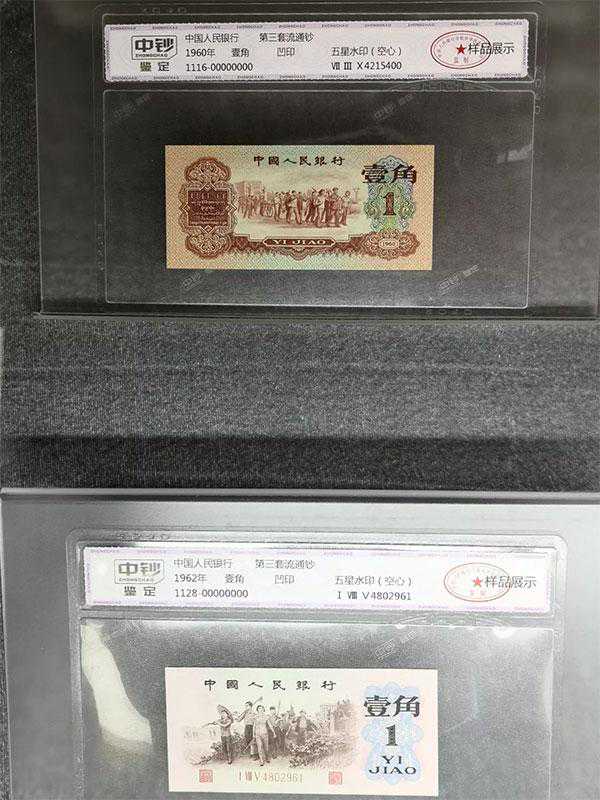 中钞
ZHONGCHAO
鉴定
中国人民银行 第三套流通钞
1960年 壹角 凹印 五星水印(空心)
1116-00000000 Ⅶ Ⅲ Ⅹ4215400
★样品展示
中國人民銀行
壹角
1
YI JIAO
1960
中钞
ZHONGCHAO
鉴定
中国人民银行 第三套流通钞
1962年 壹角 凹印 五星水印(空心)
1128-00000000 Ⅰ Ⅷ Ⅴ4802961
★样品展示
中國人民銀行
壹角
1
YI
JIAO
Ⅰ Ⅷ Ⅴ4802961